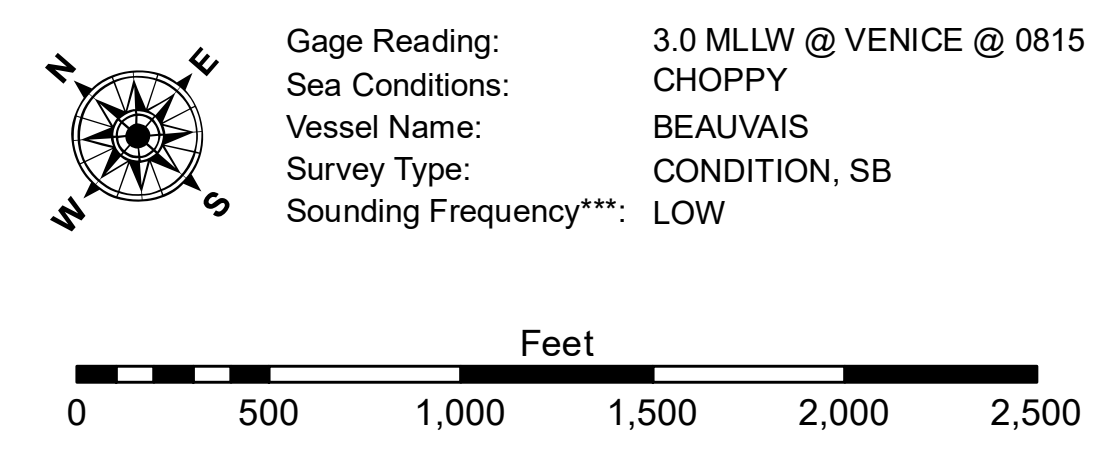 N
E
W
S
Gage Reading: 3.0 MLLW @ VENICE @ 0815
Sea Conditions: CHOPPY
Vessel Name: BEAUVAIS
Survey Type: CONDITION, SB
Sounding Frequency***: LOW
Feet
0 500 1,000 1,500 2,000 2,500